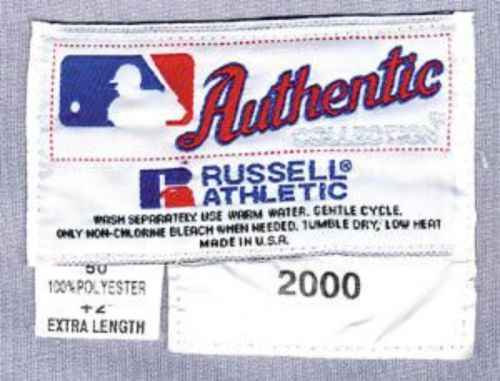 Authentic
COLLECTION
RUSSELL®
ATHLETIC
WASH SEPARATELY. USE WARM WATER. GENTLE CYCLE.
ONLY NON-CHLORINE BLEACH WHEN NEEDED. TUMBLE DRY, LOW HEAT
MADE IN U.S.A.
50
100% POLYESTER
+2
EXTRA LENGTH
2000